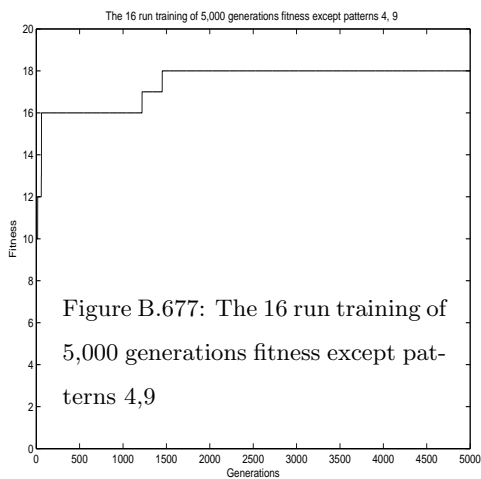 The 16 run training of 5,000 generations fitness except patterns 4, 9
20
18
16
14
12
10
8
6
4
2
0
Fitness
Figure B.677: The 16 run training of
5,000 generations fitness except pat-
terns 4,9
0 500 1000 1500 2000 2500 3000 3500 4000 4500 5000
Generations